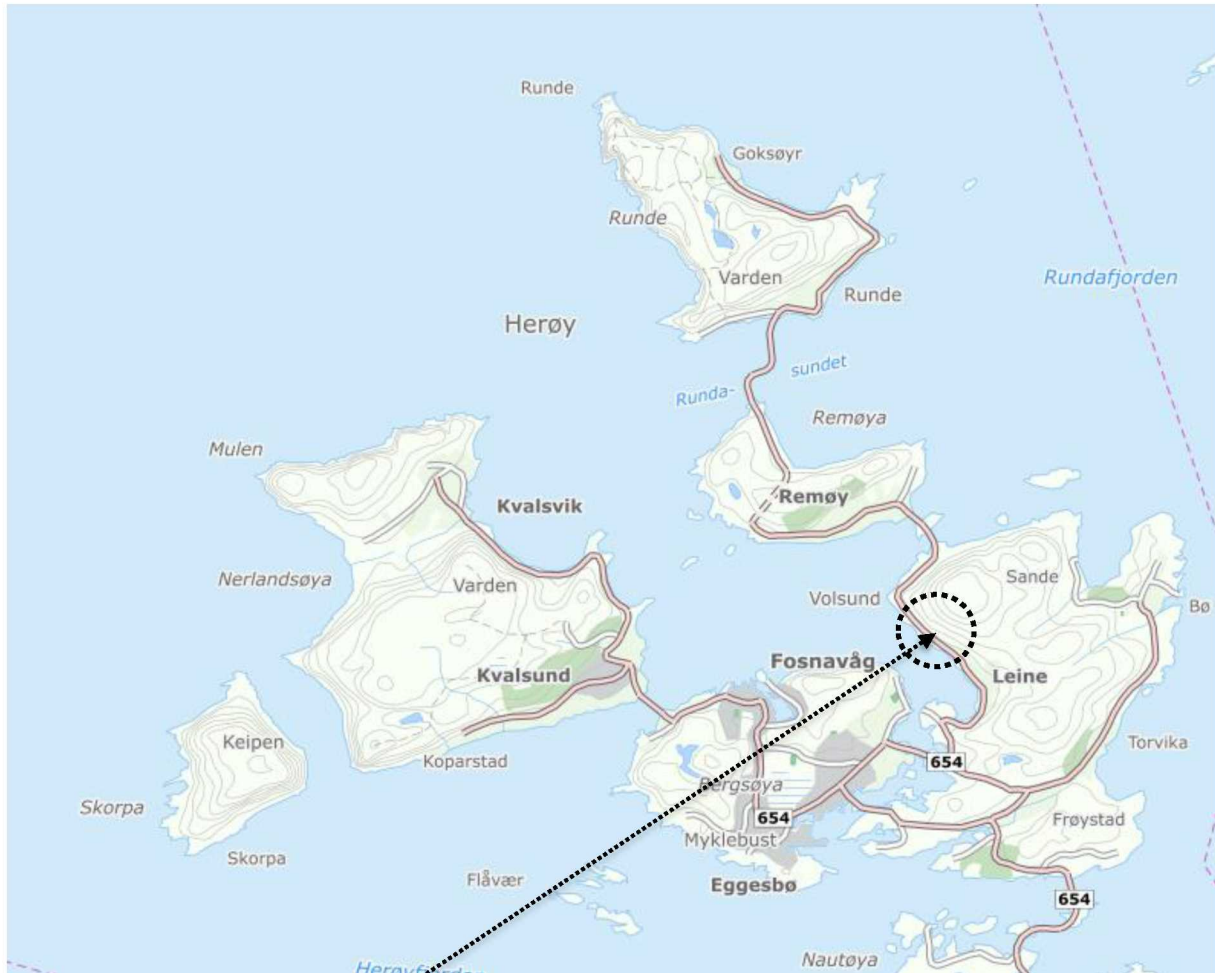 Runde
Goksøyr
Runde
Varden
Runde
Rundafjorden
Herøy
sundet
Runda-
Remøya
Mulen
Remøy
Kvalsvik
Nerlandsøya
Varden
Sande
Volsund
Bø
Fosnavåg
Kvalsund
Leine
Keipen
Koparstad
Torvika
654
Bergsøya
Skorpa
654
Frøystad
Myklebust
Skorpa
Flåvær
Eggesbø
654
Nautøya